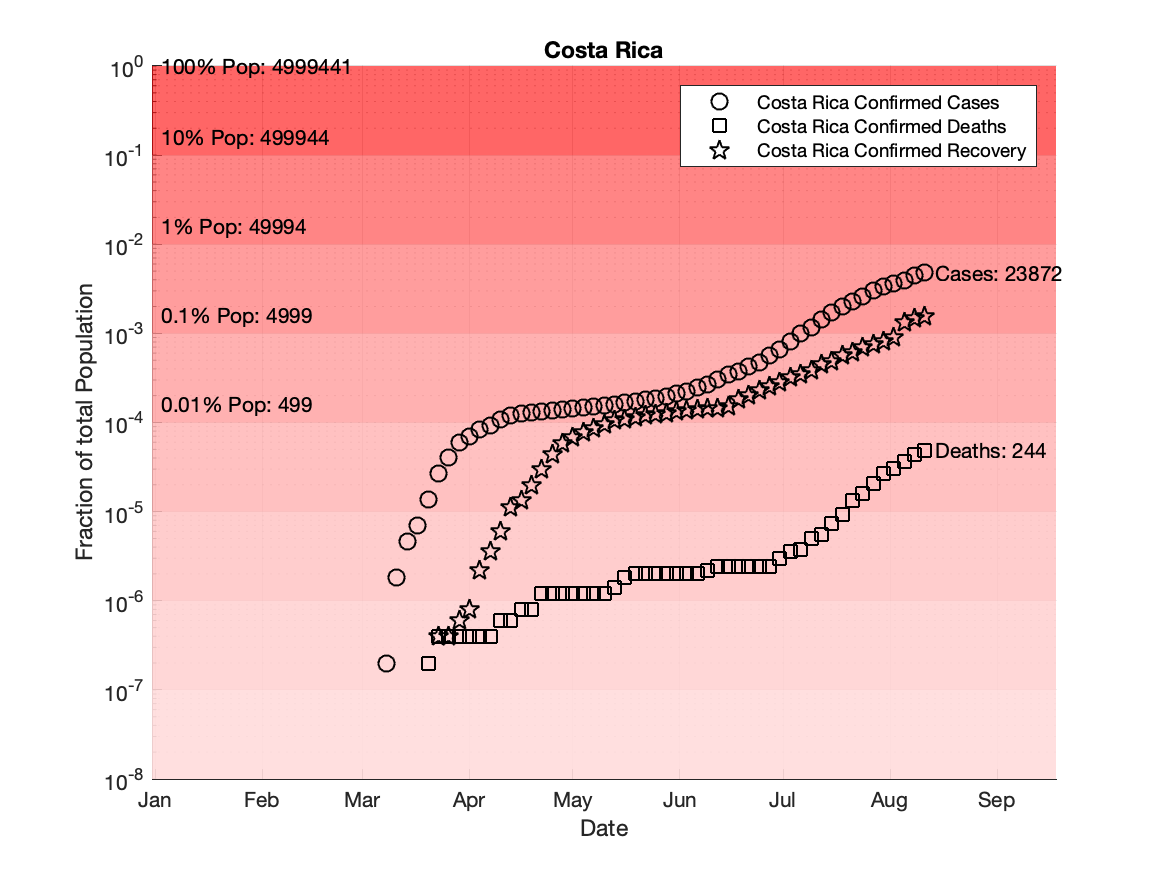 Costa Rica
10^0
10^-1
10^-2
10^-3
10^-4
10^-5
10^-6
10^-7
10^-8
Fraction of total Population
100% Pop: 4999441
10% Pop: 499944
1% Pop: 49994
0.1% Pop: 4999
0.01% Pop: 499
Costa Rica Confirmed Cases
Costa Rica Confirmed Deaths
Costa Rica Confirmed Recovery
Cases: 23872
Deaths: 244
Jan Feb Mar Apr May Jun Jul Aug Sep
Date